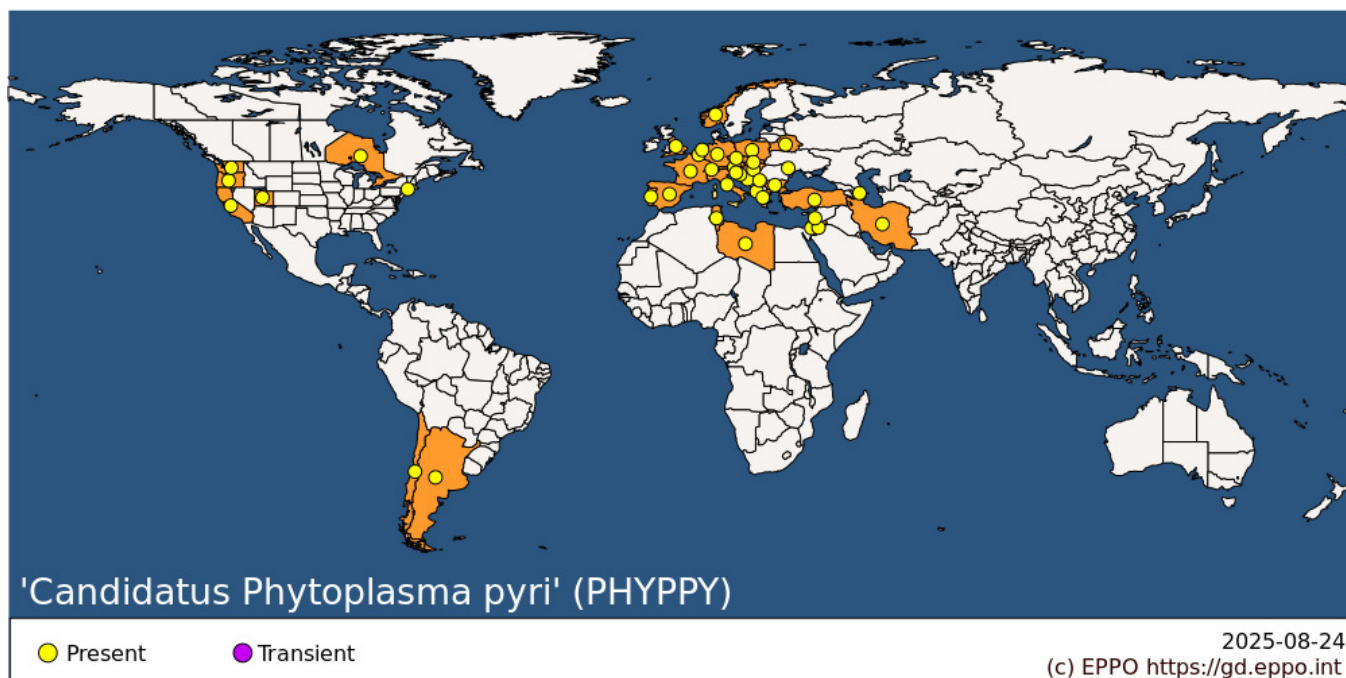 'Candidatus Phytoplasma pyri' (PHYPPY)
Present
Transient
2025-08-24
(c) EPPO https://gd.eppo.int